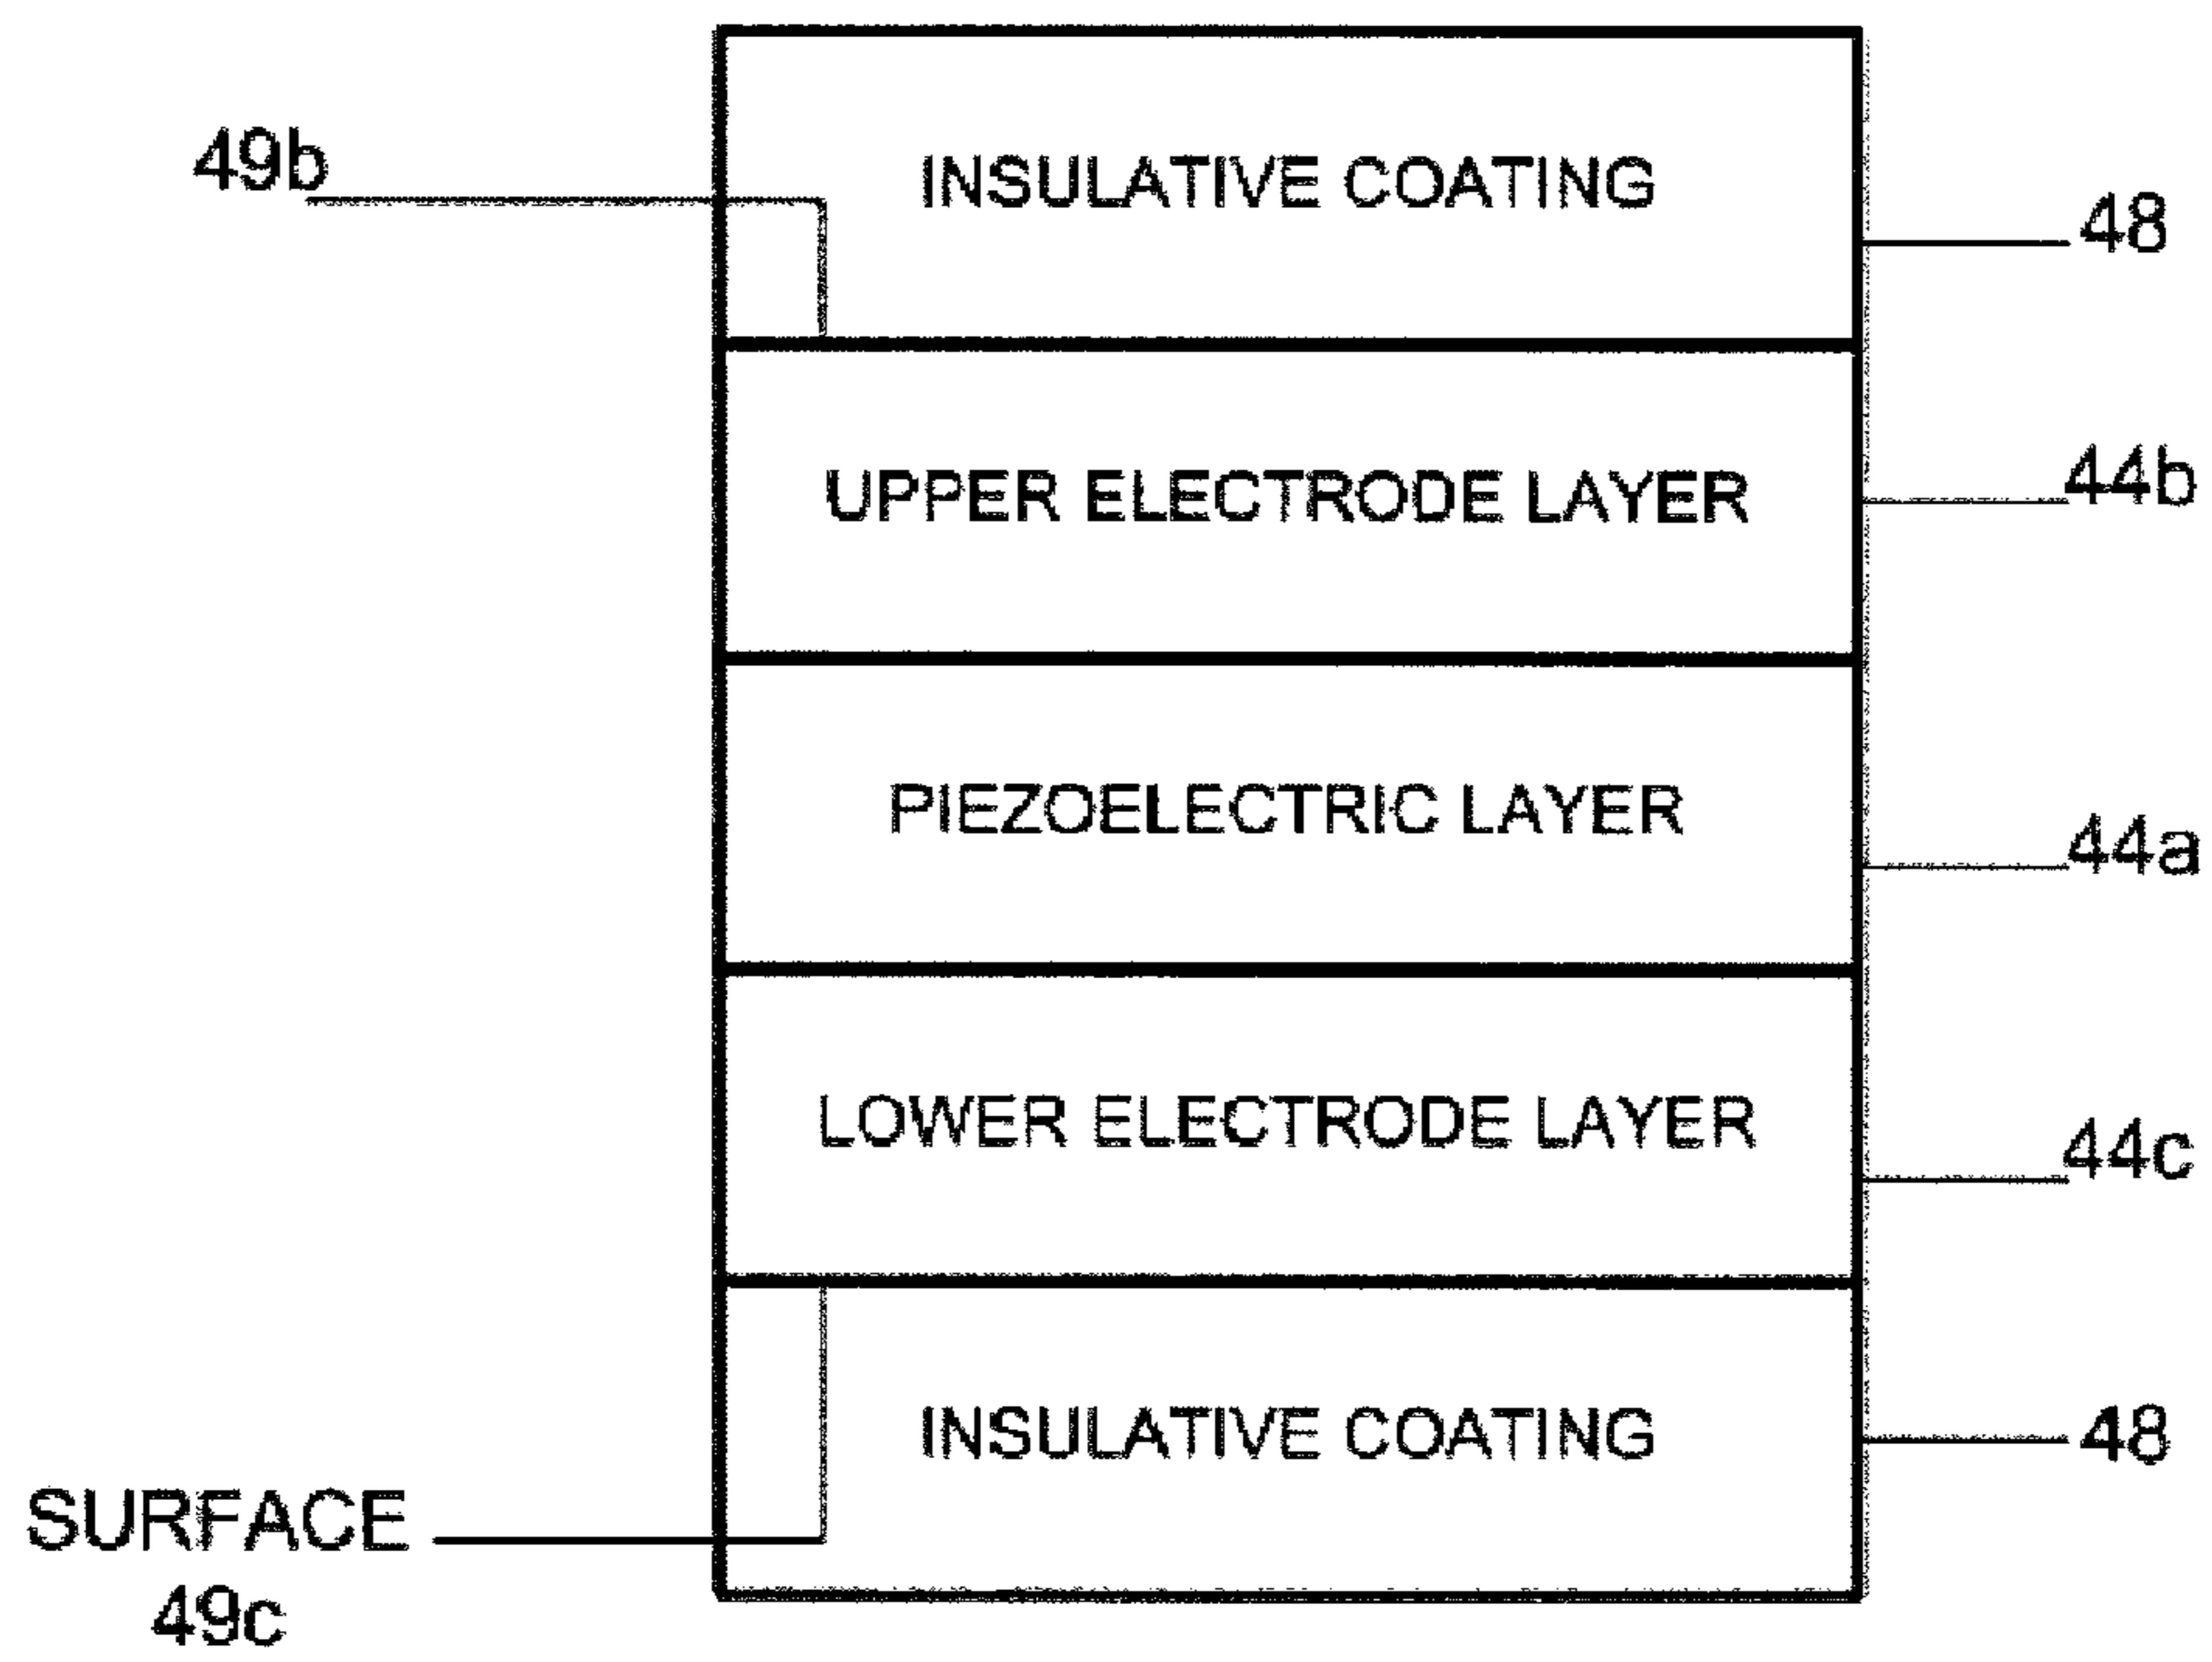 49b
INSULATIVE COATING
48
UPPER ELECTRODE LAYER
44b
PIEZOELECTRIC LAYER
44a
LOWER ELECTRODE LAYER
44c
INSULATIVE COATING
48
SURFACE
49c